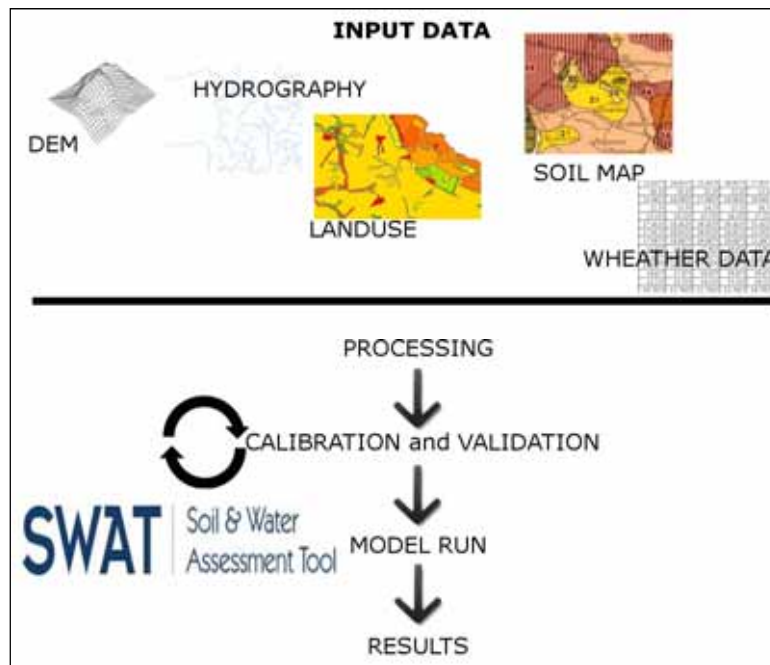 INPUT DATA
HYDROGRAPHY
DEM
SOIL MAP
LANDUSE
WHEATHER DATA
PROCESSING
CALIBRATION and VALIDATION
SWAT
Soil & Water
Assessment Tool
MODEL RUN
RESULTS